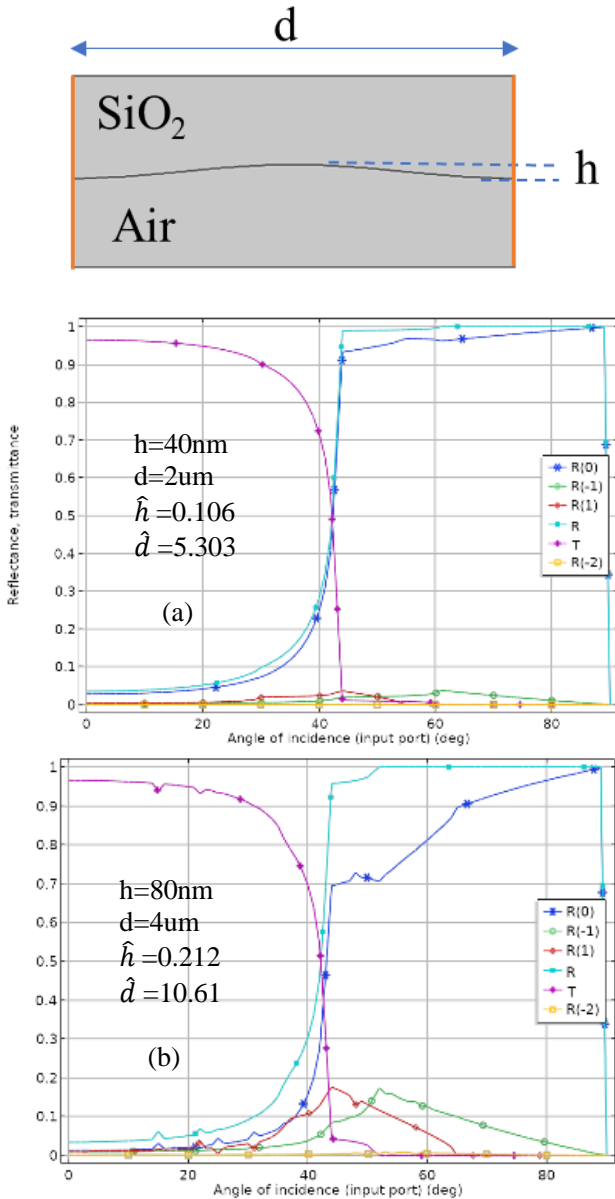 d
SiO₂
h
Air
Reflectance, transmittance
1
0.9
0.8
0.7
0.6
0.5
0.4
0.3
0.2
0.1
0
h=40nm
d=2um
ĥ =0.106
d̂ =5.303
(a)
R(0)
R(-1)
R(1)
R
T
R(-2)
0 20 40 60 80
Angle of incidence (input port) (deg)
1
0.9
0.8
0.7
0.6
0.5
0.4
0.3
0.2
0.1
0
h=80nm
d=4um
ĥ =0.212
d̂ =10.61
(b)
R(0)
R(-1)
R(1)
R
T
R(-2)
0 20 40 60 80
Angle of incidence (input port) (deg)